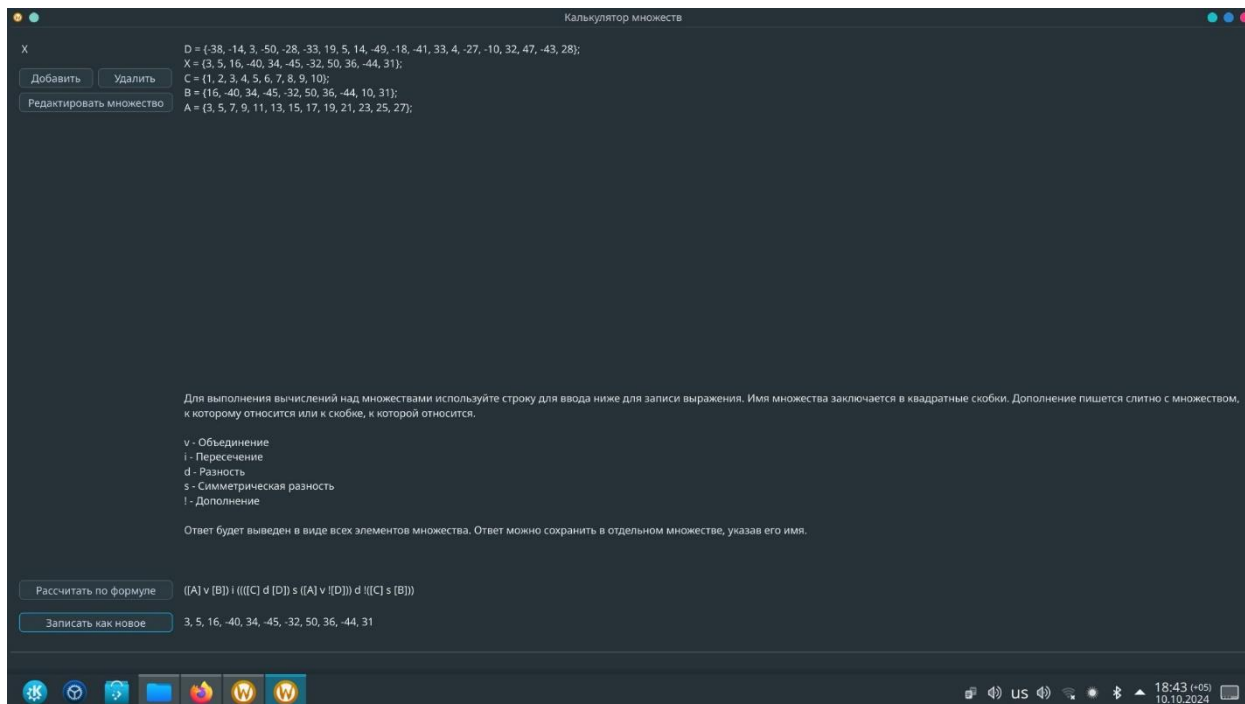 Калькулятор множеств
X
Добавить
Удалить
Редактировать множество
D = {-38, -14, 3, -50, -28, -33, 19, 5, 14, -49, -18, -41, 33, 4, -27, -10, 32, 47, -43, 28};
X = {3, 5, 16, -40, 34, -45, -32, 50, 36, -44, 31};
C = {1, 2, 3, 4, 5, 6, 7, 8, 9, 10};
B = {16, -40, 34, -45, -32, 50, 36, -44, 10, 31};
A = {3, 5, 7, 9, 11, 13, 15, 17, 19, 21, 23, 25, 27};
Для выполнения вычислений над множествами используйте строку для ввода ниже для записи выражения. Имя множества заключается в квадратные скобки. Дополнение пишется слитно с множеством,
к которому относится или к скобке, к которой относится.
v - Объединение
i - Пересечение
d - Разность
s - Симметрическая разность
! - Дополнение
Ответ будет выведен в виде всех элементов множества. Ответ можно сохранить в отдельном множестве, указав его имя.
Рассчитать по формуле
([A] v [B]) i ((([C] d [D]) s ([A] v ![D])) d !([C] s [B]))
Записать как новое
3, 5, 16, -40, 34, -45, -32, 50, 36, -44, 31
US
18:43 (+05)
10.10.2024